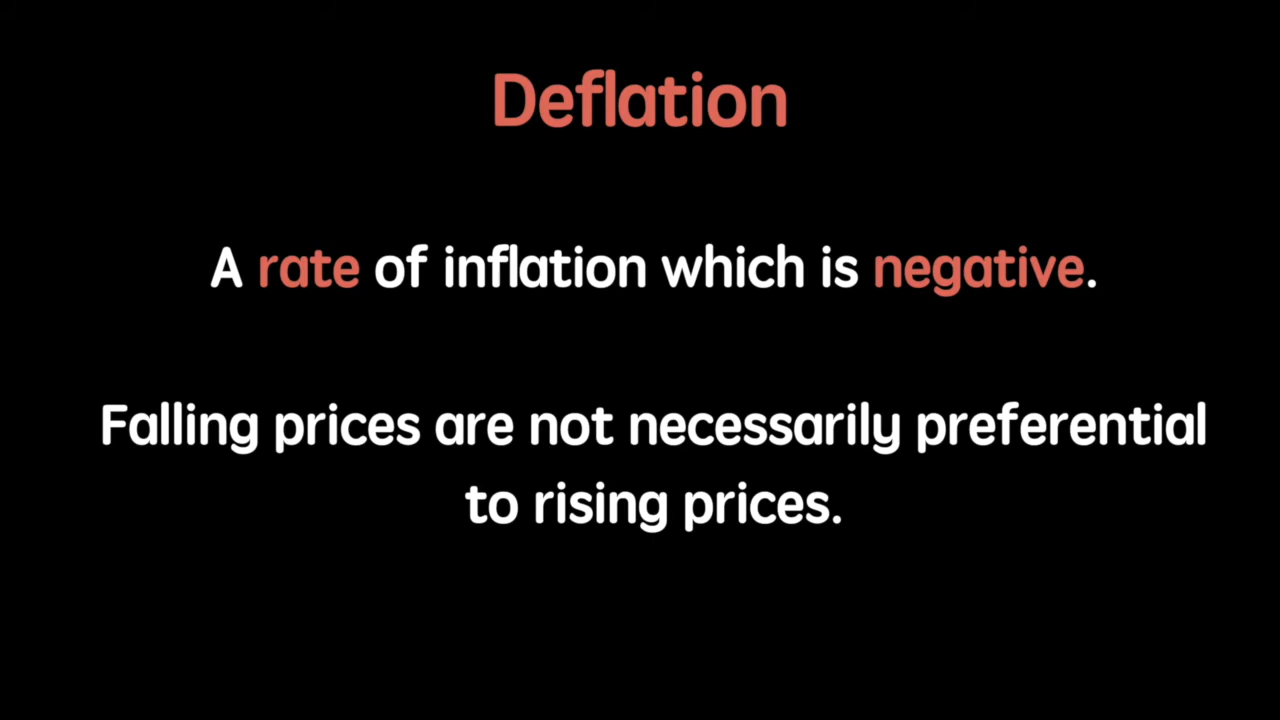 Deflation
A rate of inflation which is negative.
Falling prices are not necessarily preferential
to rising prices.